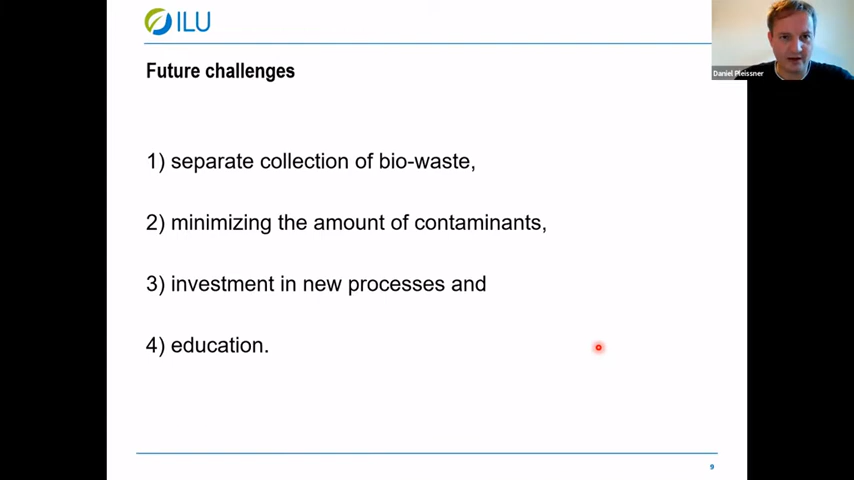 ILU
Daniel Pleissner
Future challenges
1) separate collection of bio-waste,
2) minimizing the amount of contaminants,
3) investment in new processes and
4) education.
9